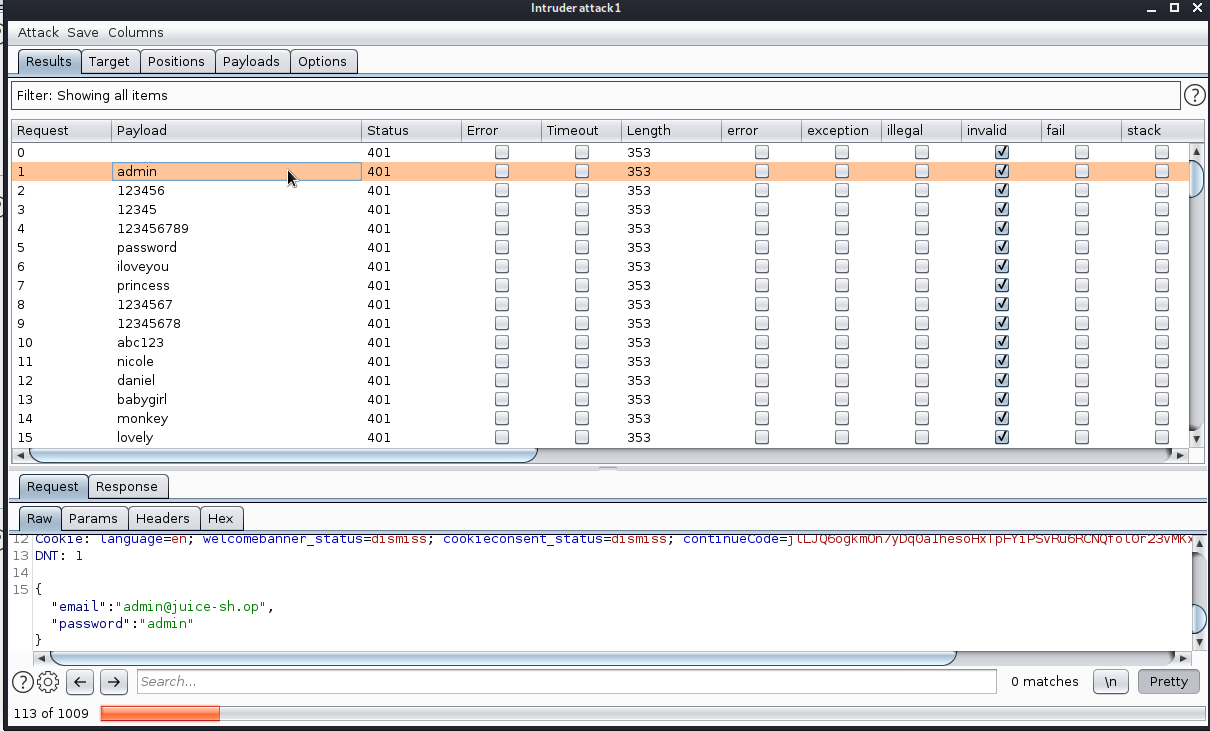 Intruder attack1
Attack Save Columns
Results Target Positions Payloads Options
Filter: Showing all items ?
Request Payload Status Error Timeout Length error exception illegal invalid fail stack
0 401 353
1 admin 401 353
2 123456 401 353
3 12345 401 353
4 123456789 401 353
5 password 401 353
6 iloveyou 401 353
7 princess 401 353
8 1234567 401 353
9 12345678 401 353
10 abc123 401 353
11 nicole 401 353
12 daniel 401 353
13 babygirl 401 353
14 monkey 401 353
15 lovely 401 353
Request Response
Raw Params Headers Hex
12 Cookie: language=en; welcomebanner_status=dismiss; cookieconsent_status=dismiss; continueCode=
13 DNT: 1
14
15 {
"email":"admin@juice-sh.op",
"password":"admin"
}
? Search... 0 matches \n Pretty
113 of 1009